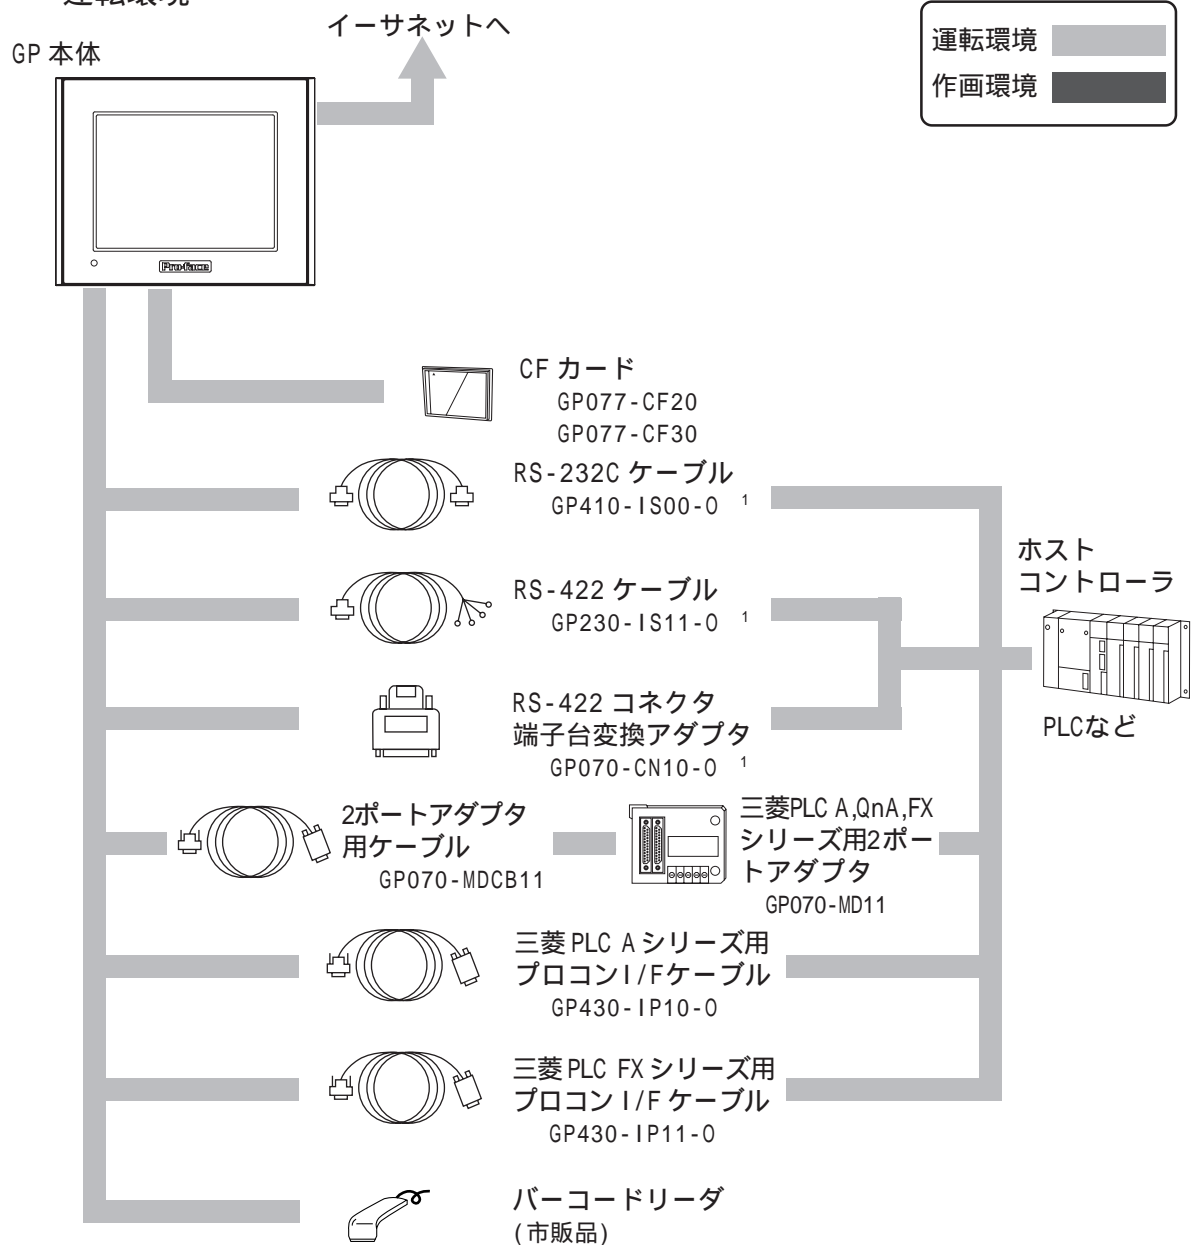 運転環境
イーサネットへ
GP 本体
運転環境
作画環境
Pro-face
CF カード
GP077-CF20
GP077-CF30
RS-232C ケーブル
GP410-IS00-O 1
RS-422 ケーブル
GP230-IS11-O 1
RS-422 コネクタ
端子台変換アダプタ
GP070-CN10-O 1
ホスト
コントローラ
PLCなど
2ポートアダプタ
用ケーブル
GP070-MDCB11
三菱PLC A,QnA,FX
シリーズ用2ポー
トアダプタ
GP070-MD11
三菱 PLC A シリーズ用
プロコンI/Fケーブル
GP430-IP10-O
三菱 PLC FX シリーズ用
プロコン I/F ケーブル
GP430-IP11-O
バーコードリーダ
(市販品)